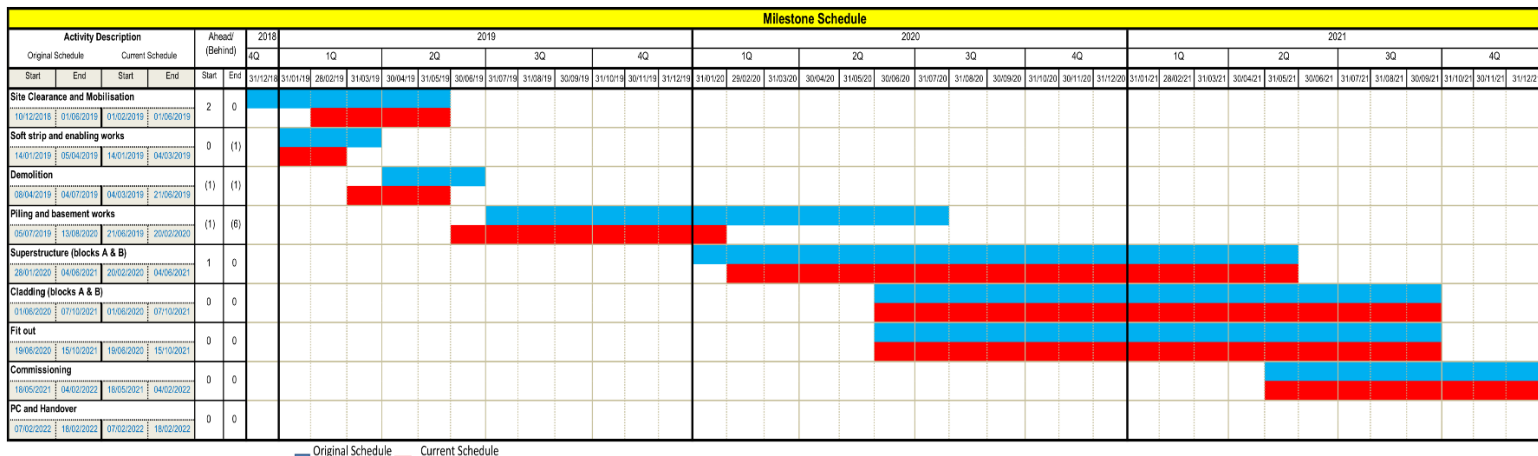 Milestone Schedule
Activity Description Ahead/ (Behind) 2018 2019 2020 2021
Original Schedule Current Schedule 4Q 1Q 2Q 3Q 4Q 1Q 2Q 3Q 4Q 1Q 2Q 3Q 4Q
Start End Start End Start End 31/12/18 31/01/19 28/02/19 31/03/19 30/04/19 31/05/19 30/06/19 31/07/19 31/08/19 30/09/19 31/10/19 30/11/19 31/12/19 31/01/20 29/02/20 31/03/20 30/04/20 31/05/20 30/06/20 31/07/20 31/08/20 30/09/20 31/10/20 30/11/20 31/12/20 31/01/21 28/02/21 31/03/21 30/04/21 31/05/21 30/06/21 31/07/21 31/08/21 30/09/21 31/10/21 30/11/21 31/12/2
Site Clearance and Mobilisation 2 0
10/12/2018 01/06/2019 01/02/2019 01/06/2019
Soft strip and enabling works 0 (1)
14/01/2019 05/04/2019 14/01/2019 04/03/2019
Demolition (1) (1)
08/04/2019 04/07/2019 04/03/2019 21/06/2019
Piling and basement works (1) (6)
05/07/2019 13/08/2020 21/06/2019 20/02/2020
Superstructure (blocks A & B) 1 0
28/01/2020 04/06/2021 20/02/2020 04/06/2021
Cladding (blocks A & B) 0 0
01/06/2020 07/10/2021 01/06/2020 07/10/2021
Fit out 0 0
19/06/2020 15/10/2021 19/06/2020 15/10/2021
Commissioning 0 0
18/05/2021 04/02/2022 18/05/2021 04/02/2022
PC and Handover 0 0
07/02/2022 18/02/2022 07/02/2022 18/02/2022
Original Schedule Current Schedule